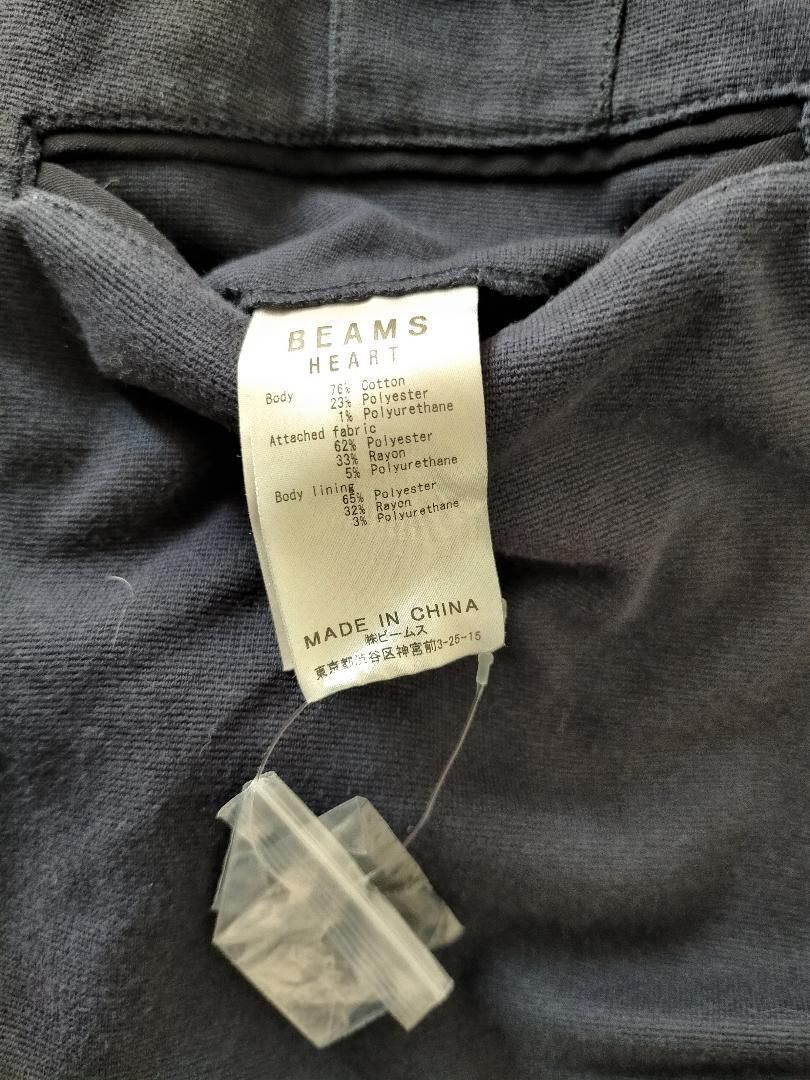 BEAMS
HEART
Body 76% Cotton
23% Polyester
1% Polyurethane
Attached fabric
62% Polyester
33% Rayon
5% Polyurethane
Body lining
65% Polyester
32% Rayon
3% Polyurethane
MADE IN CHINA
㈱ビームス
東京都渋谷区神宮前3-25-15